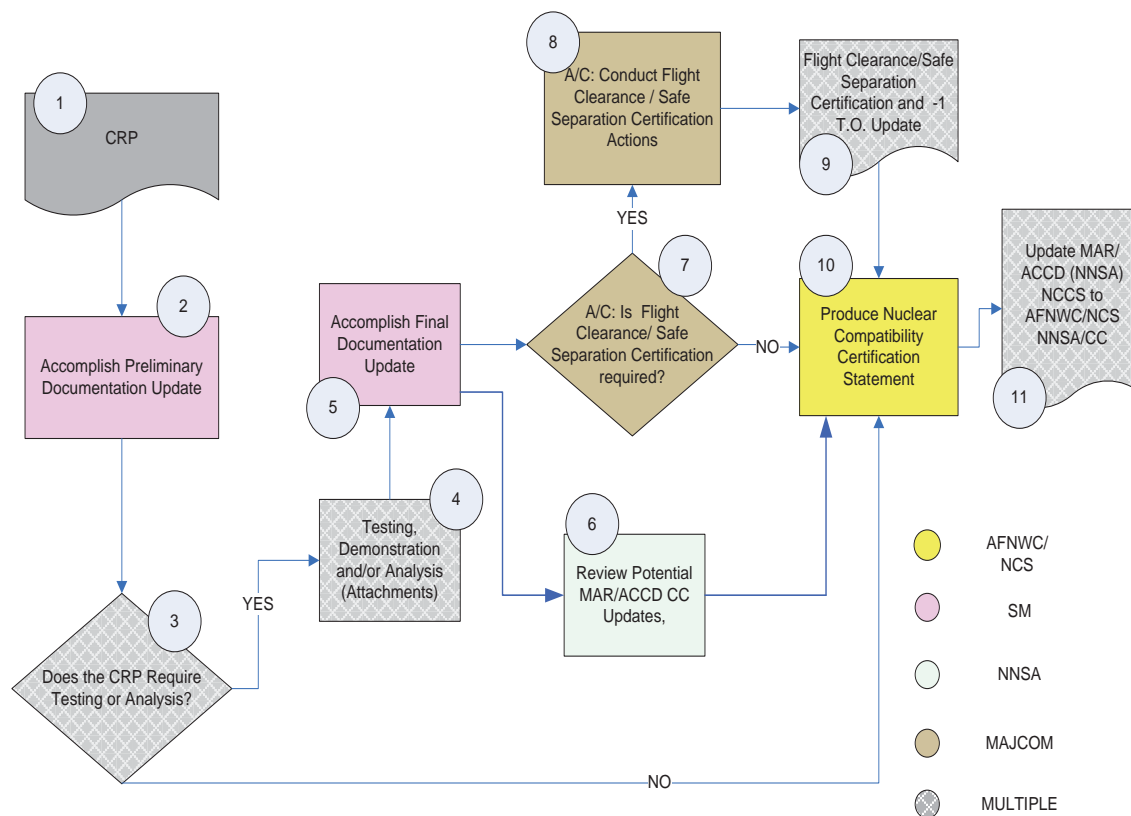 1
CRP
2
Accomplish Preliminary
Documentation Update
3
Does the CRP Require
Testing or Analysis?
YES
NO
4
Testing,
Demonstration
and/or Analysis
(Attachments)
5
Accomplish Final
Documentation
Update
6
Review Potential
MAR/ACCD CC
Updates,
7
A/C: Is Flight
Clearance/ Safe
Separation Certification
required?
YES
NO
8
A/C: Conduct Flight
Clearance / Safe
Separation Certification
Actions
Flight Clearance/Safe
Separation
Certification and -1
T.O. Update
9
10
Produce Nuclear
Compatibility
Certification
Statement
Update MAR/
ACCD (NNSA)
NCCS to
AFNWC/NCS
NNSA/CC
11
AFNWC/
NCS
SM
NNSA
MAJCOM
MULTIPLE